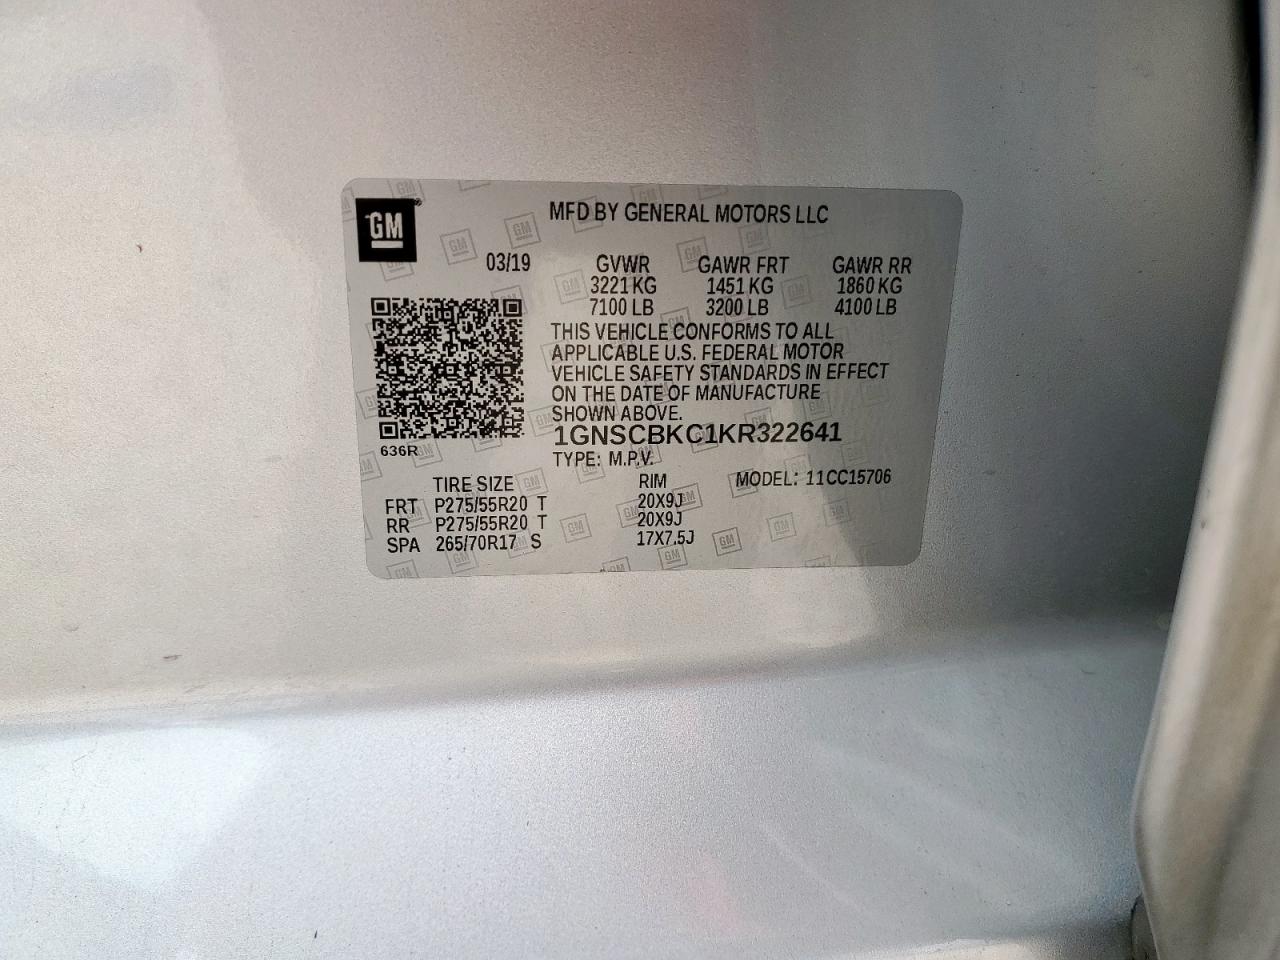 GM
MFD BY GENERAL MOTORS LLC
03/19 GVWR GAWR FRT GAWR RR
3221 KG 1451 KG 1860 KG
7100 LB 3200 LB 4100 LB
THIS VEHICLE CONFORMS TO ALL
APPLICABLE U.S. FEDERAL MOTOR
VEHICLE SAFETY STANDARDS IN EFFECT
ON THE DATE OF MANUFACTURE
SHOWN ABOVE.
1GNSCBKC1KR322641
636R
TYPE: M.P.V.
TIRE SIZE RIM MODEL: 11CC15706
FRT P275/55R20 T 20X9J
RR P275/55R20 T 20X9J
SPA 265/70R17 S 17X7.5J